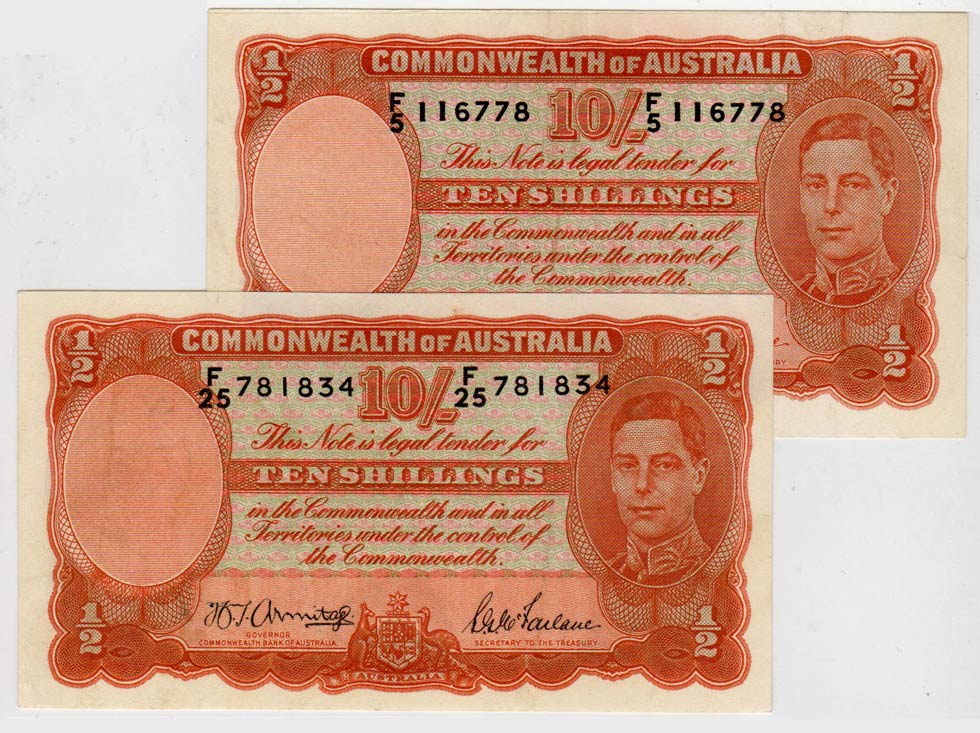 ½ COMMONWEALTH OF AUSTRALIA ½
F/5 116778 10/- F/5 116778
This Note is legal tender for
TEN SHILLINGS
in the Commonwealth and in all
Territories under the control of
the Commonwealth.
½
½ COMMONWEALTH OF AUSTRALIA ½
F/25 781834 10/- F/25 781834
This Note is legal tender for
TEN SHILLINGS
in the Commonwealth and in all
Territories under the control of
the Commonwealth.
½ H.T. Armitage S.G. McFarlane ½
GOVERNOR SECRETARY TO THE TREASURY.
COMMONWEALTH BANK OF AUSTRALIA.
AUSTRALIA